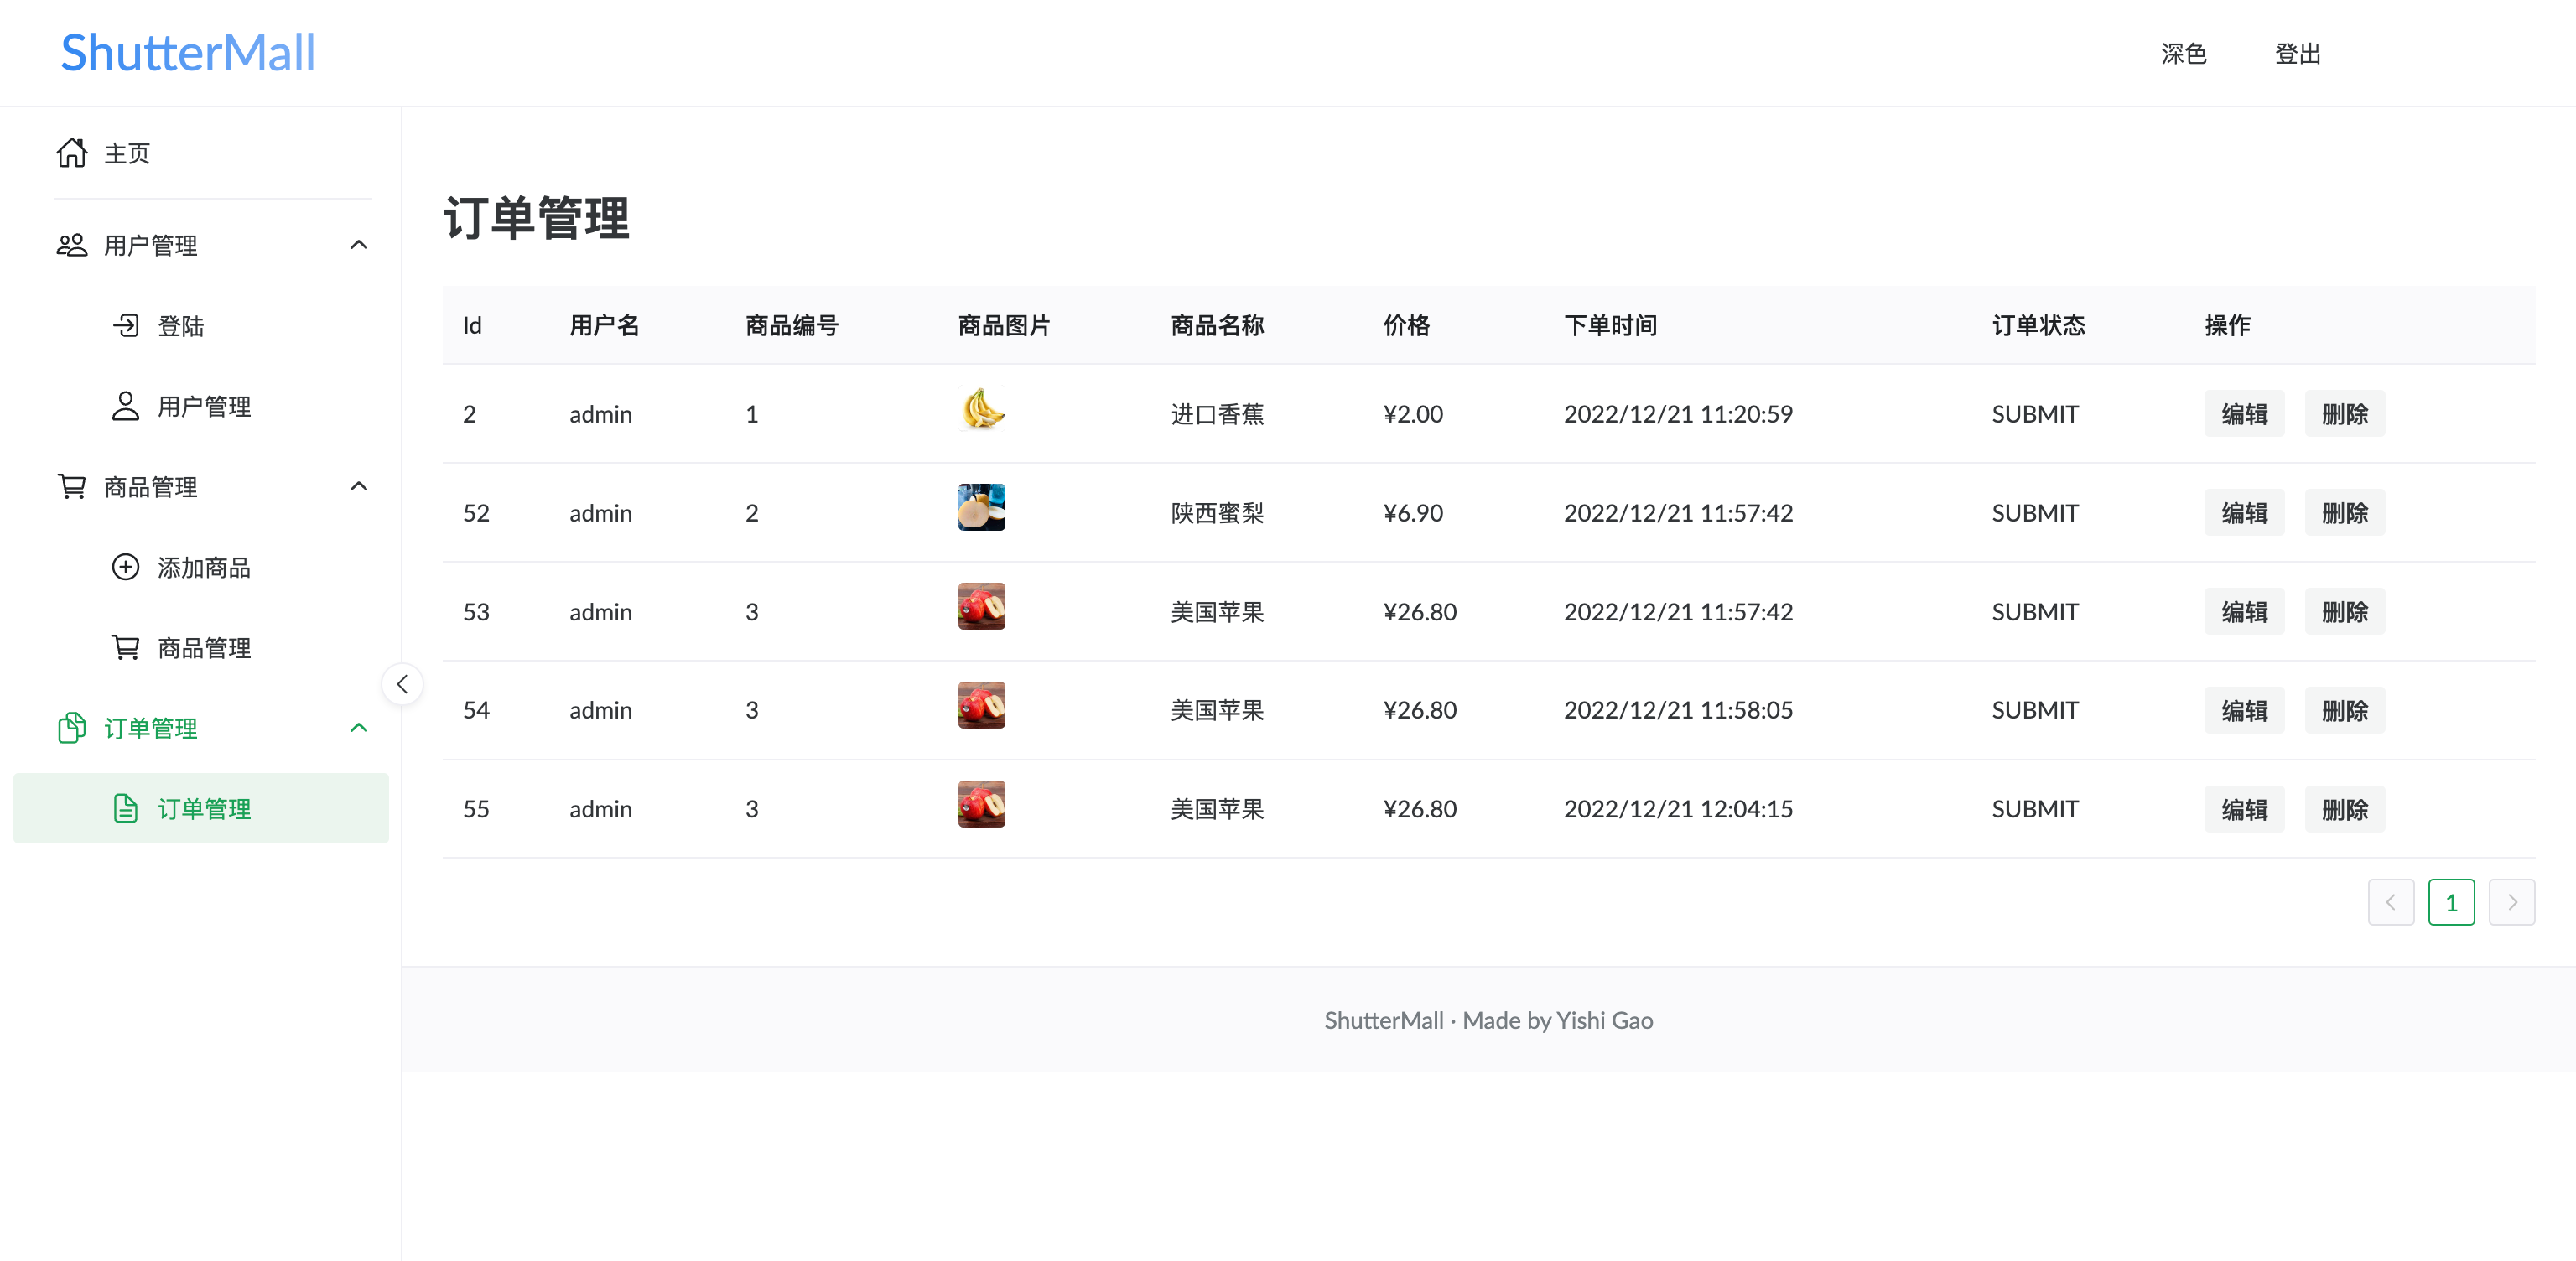 ShutterMall
深色 登出
主页
用户管理
登陆
用户管理
商品管理
添加商品
商品管理
订单管理
订单管理
订单管理
Id 用户名 商品编号 商品图片 商品名称 价格 下单时间 订单状态 操作
2 admin 1 进口香蕉 ¥2.00 2022/12/21 11:20:59 SUBMIT 编辑 删除
52 admin 2 陕西蜜梨 ¥6.90 2022/12/21 11:57:42 SUBMIT 编辑 删除
53 admin 3 美国苹果 ¥26.80 2022/12/21 11:57:42 SUBMIT 编辑 删除
54 admin 3 美国苹果 ¥26.80 2022/12/21 11:58:05 SUBMIT 编辑 删除
55 admin 3 美国苹果 ¥26.80 2022/12/21 12:04:15 SUBMIT 编辑 删除
1
ShutterMall · Made by Yishi Gao